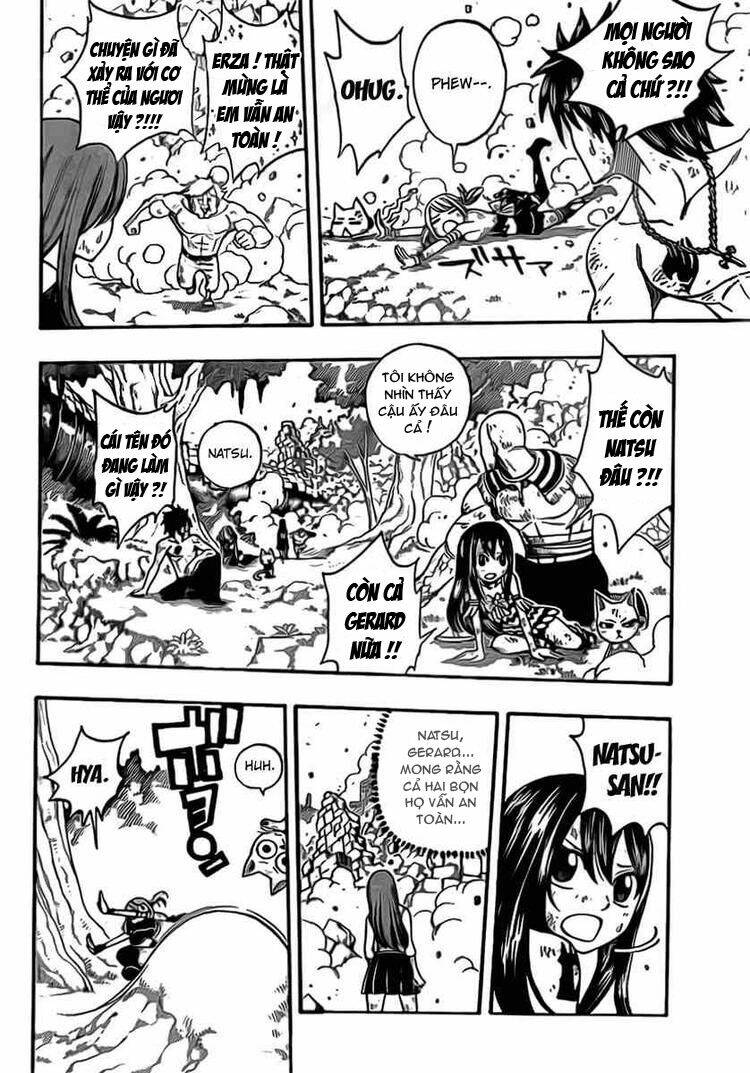 MỌI NGƯỜI
KHÔNG SAO
CẢ CHỨ ?!!
PHEW--.
OHUG.
ズサァ
ERZA ! THẬT
MỪNG LÀ
EM VẪN AN
TOÀN !
CHUYỆN GÌ ĐÃ
XẢY RA VỚI CƠ
THỂ CỦA NGƯƠI
VẬY ?!!!
THẾ CÒN
NATSU
ĐÂU ?!!
TÔI KHÔNG
NHÌN THẤY
CẬU ẤY ĐÂU
CẢ !
CÒN CẢ
GERARD
NỮA !!
NATSU.
CÁI TÊN ĐÓ
ĐANG LÀM
GÌ VẬY ?!
NATSU-
SAN!!
NATSU,
GERARD...
MONG RẰNG
CẢ HAI BỌN
HỌ VẪN AN
TOÀN...
HUH.
HYA.